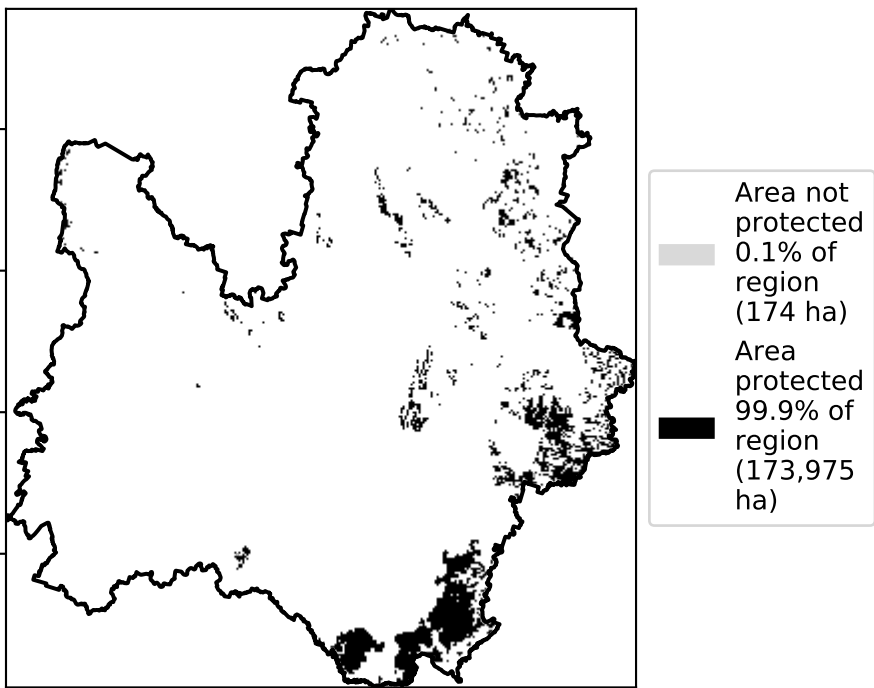 Area not
protected
0.1% of
region
(174 ha)
Area
protected
99.9% of
region
(173,975
ha)